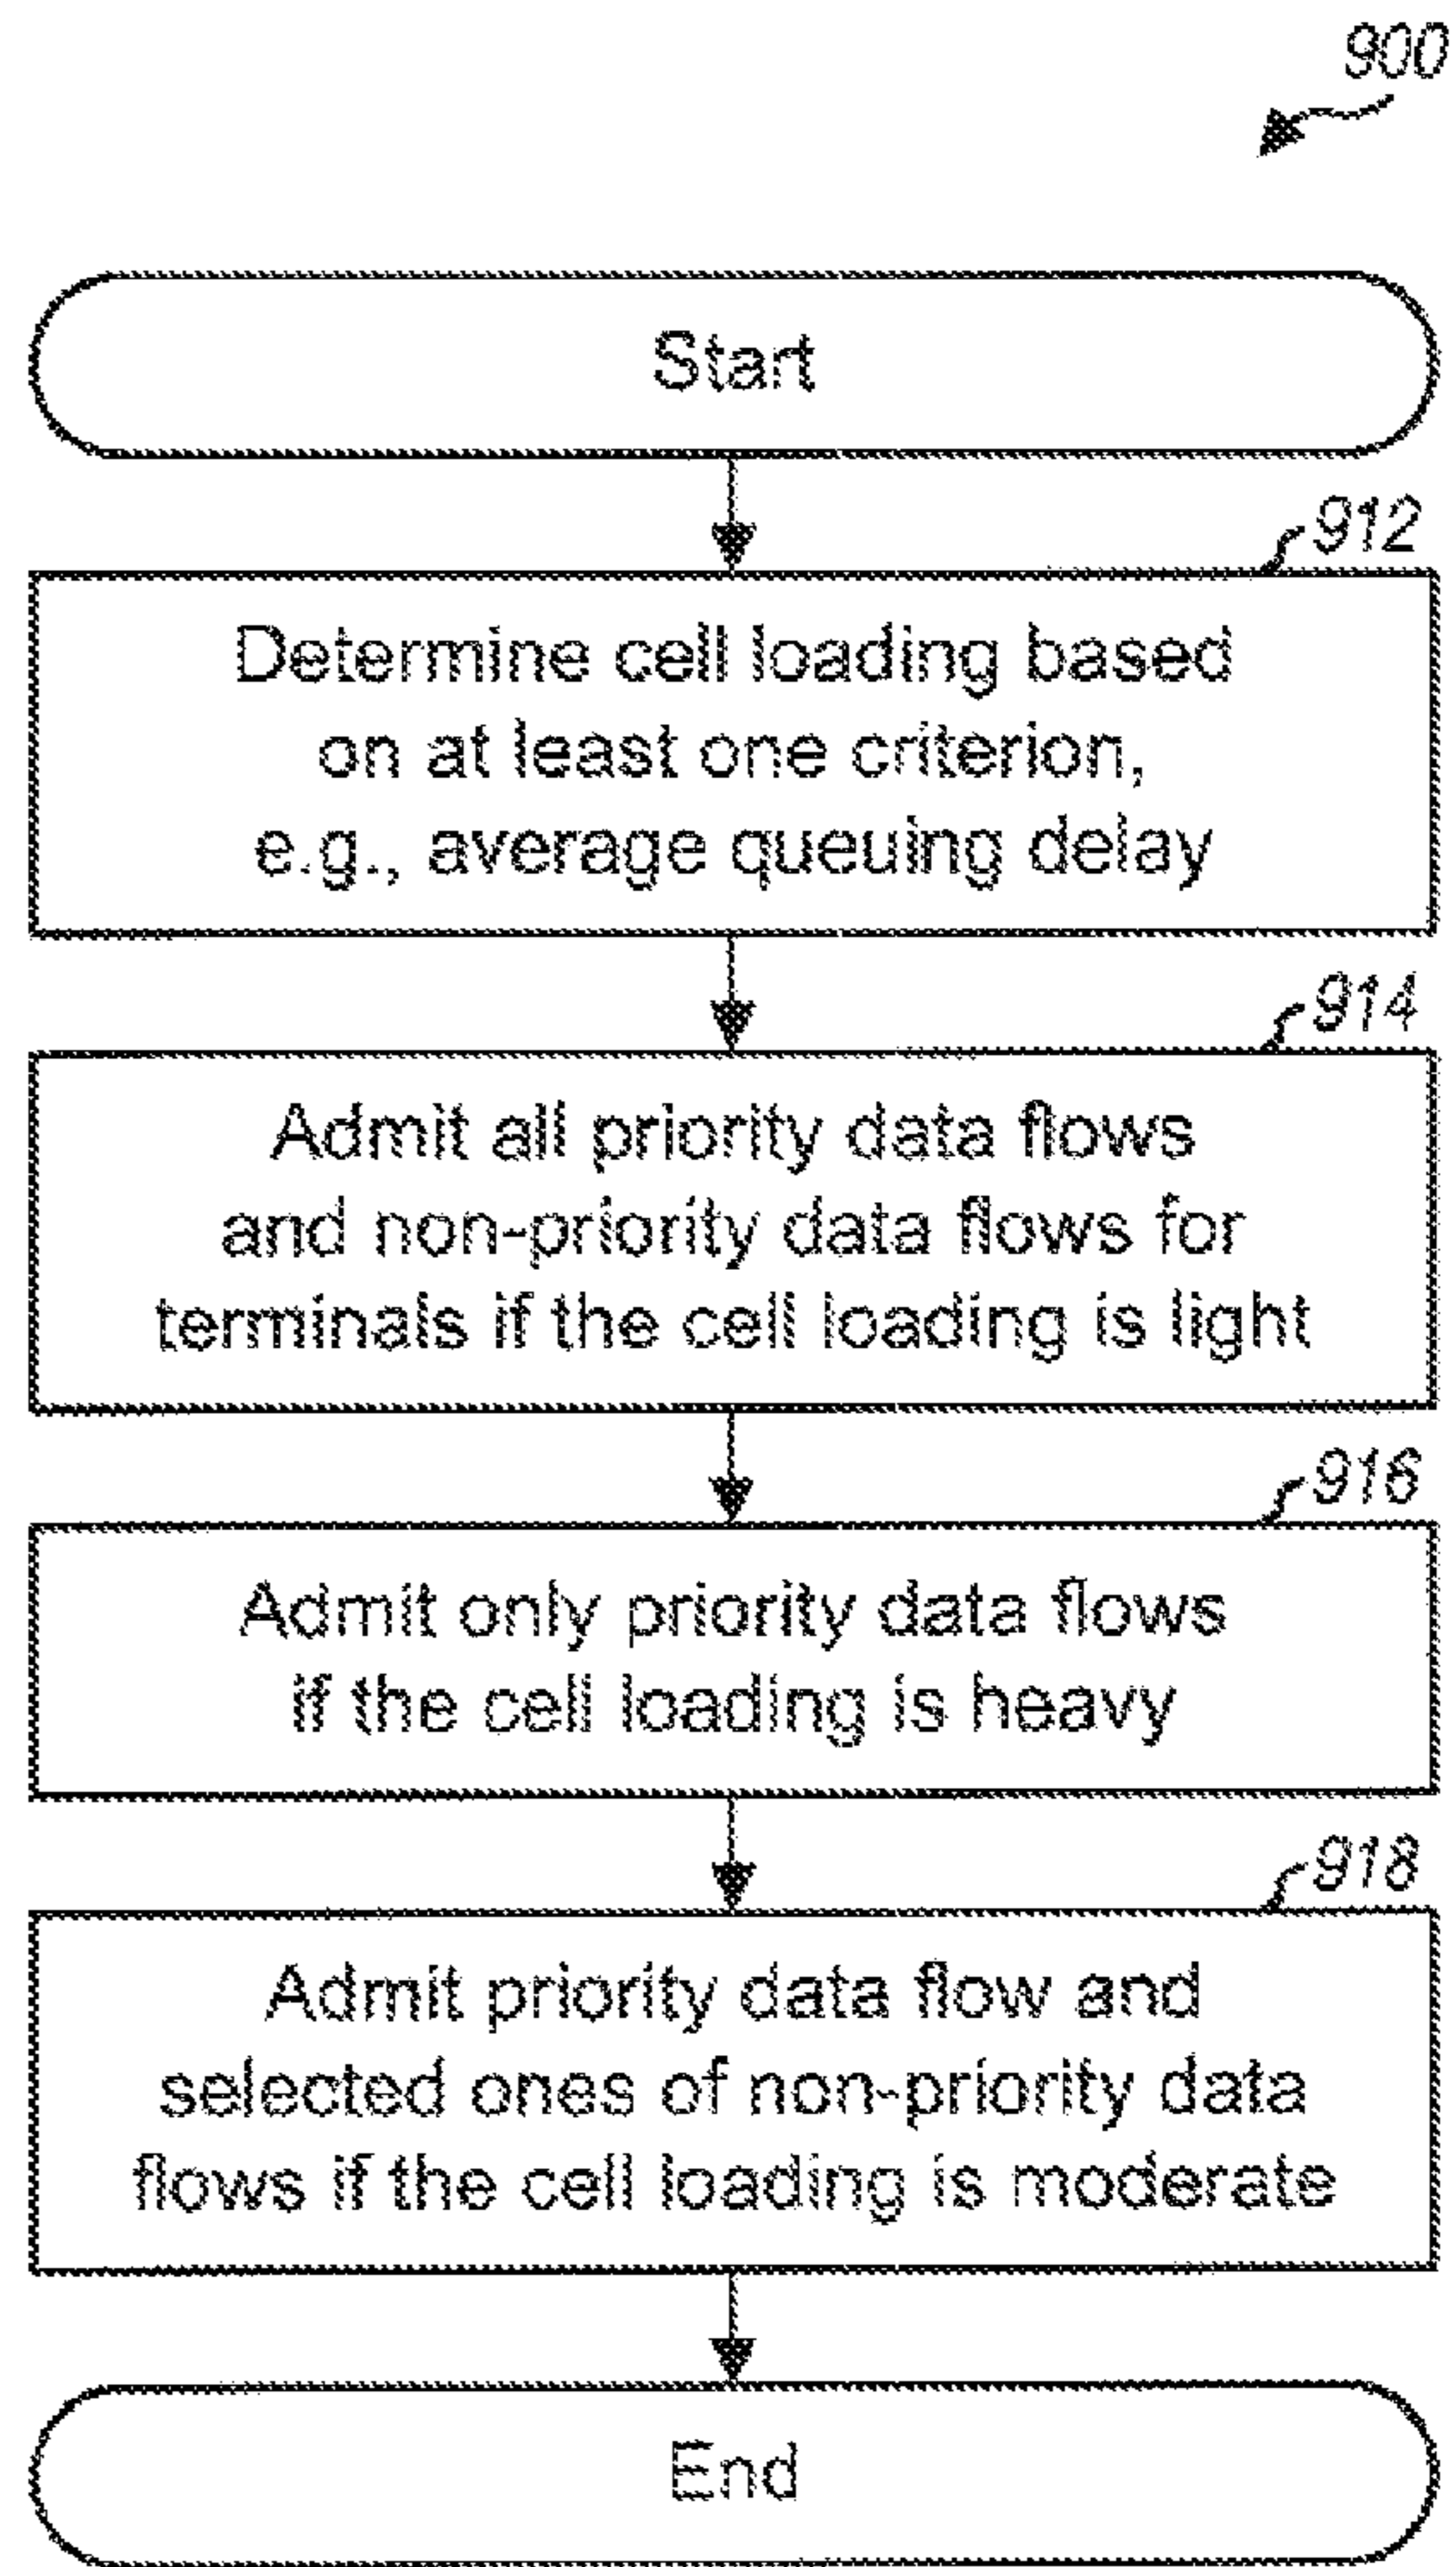 900
Start
912
Determine cell loading based
on at least one criterion,
e.g., average queuing delay
914
Admit all priority data flows
and non-priority data flows for
terminals if the cell loading is light
916
Admit only priority data flows
if the cell loading is heavy
918
Admit priority data flow and
selected ones of non-priority data
flows if the cell loading is moderate
End